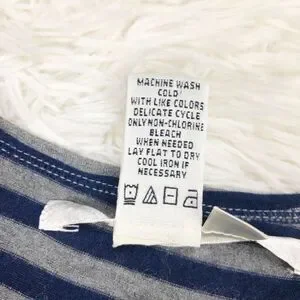 MACHINE WASH
COLD
WITH LIKE COLORS
DELICATE CYCLE
ONLY NON-CHLORINE
BLEACH
WHEN NEEDED
LAY FLAT TO DRY
COOL IRON IF
NECESSARY